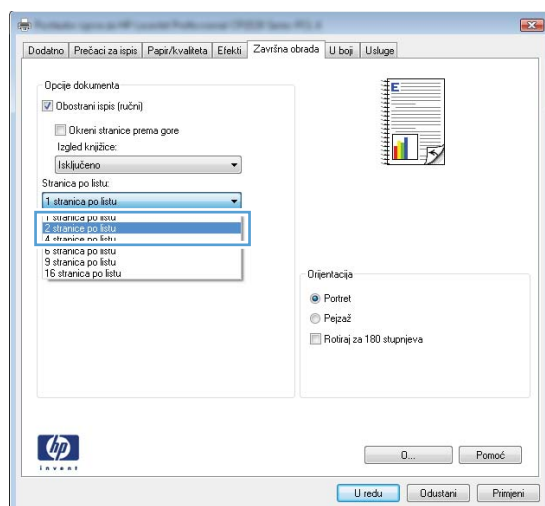 Dodatno Prečaci za ispis Papir/kvaliteta Efekti Završna obrada U boji Usluge
Opcije dokumenta
Obostrani ispis (ručni)
Okreni stranice prema gore
Izgled knjižice:
Isključeno
Stranica po listu:
1 stranica po listu
1 stranica po listu
2 stranice po listu
4 stranice po listu
6 stranica po listu
9 stranica po listu
16 stranica po listu
E
Orijentacija
Portret
Pejzaž
Rotiraj za 180 stupnjeva
hp
invent
O...
Pomoć
U redu Odustani Primijeni